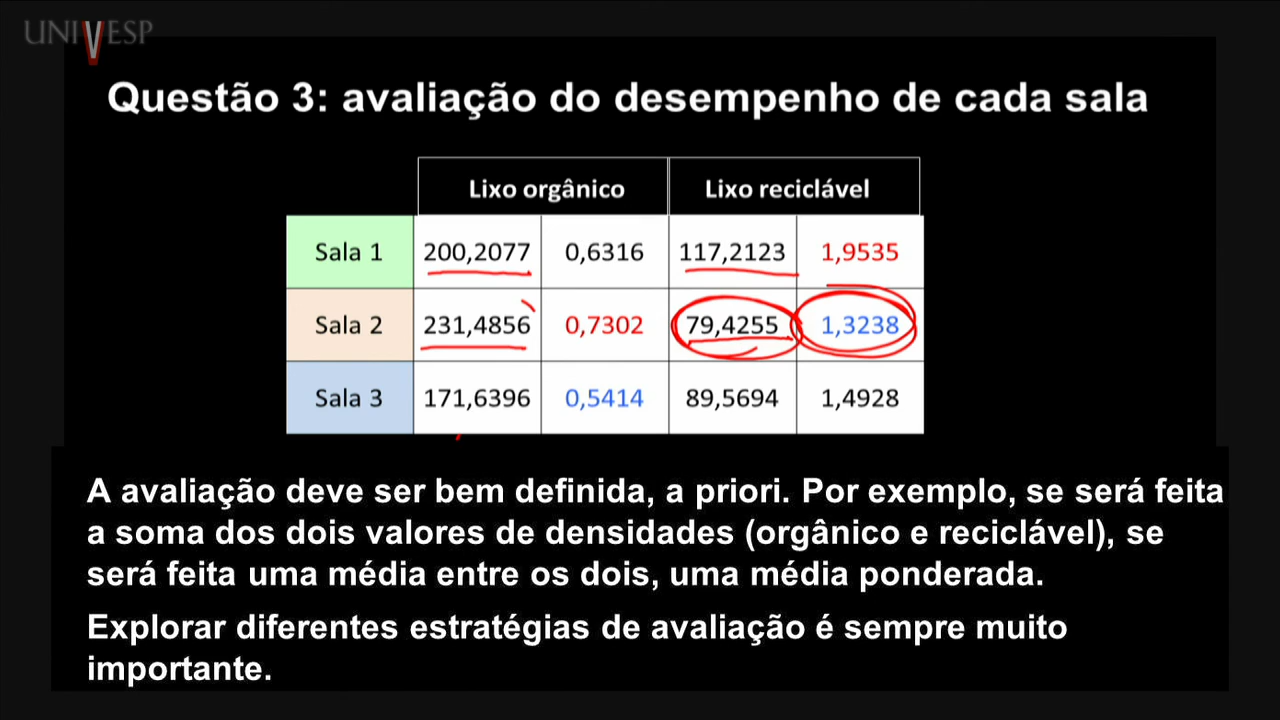 UNIVESP
Questão 3: avaliação do desempenho de cada sala
Lixo orgânico Lixo reciclável
Sala 1 200,2077 0,6316 117,2123 1,9535
Sala 2 231,4856 0,7302 79,4255 1,3238
Sala 3 171,6396 0,5414 89,5694 1,4928
A avaliação deve ser bem definida, a priori. Por exemplo, se será feita
a soma dos dois valores de densidades (orgânico e reciclável), se
será feita uma média entre os dois, uma média ponderada.
Explorar diferentes estratégias de avaliação é sempre muito
importante.